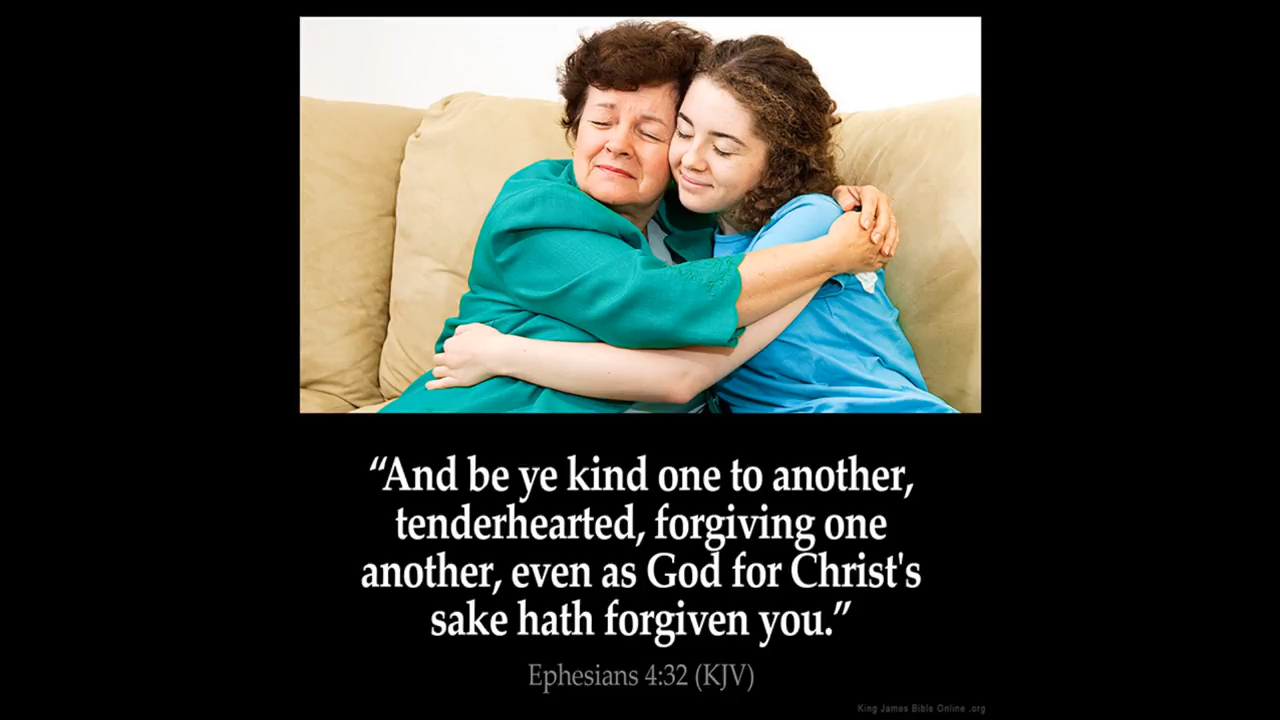 “And be ye kind one to another,
tenderhearted, forgiving one
another, even as God for Christ's
sake hath forgiven you.”
Ephesians 4:32 (KJV)
King James Bible Online .org